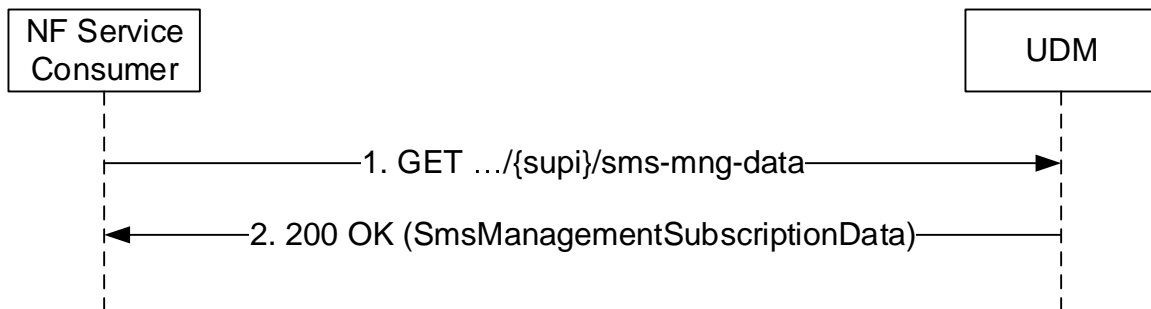 NF Service
Consumer
UDM
1. GET …/{supi}/sms-mng-data
2. 200 OK (SmsManagementSubscriptionData)